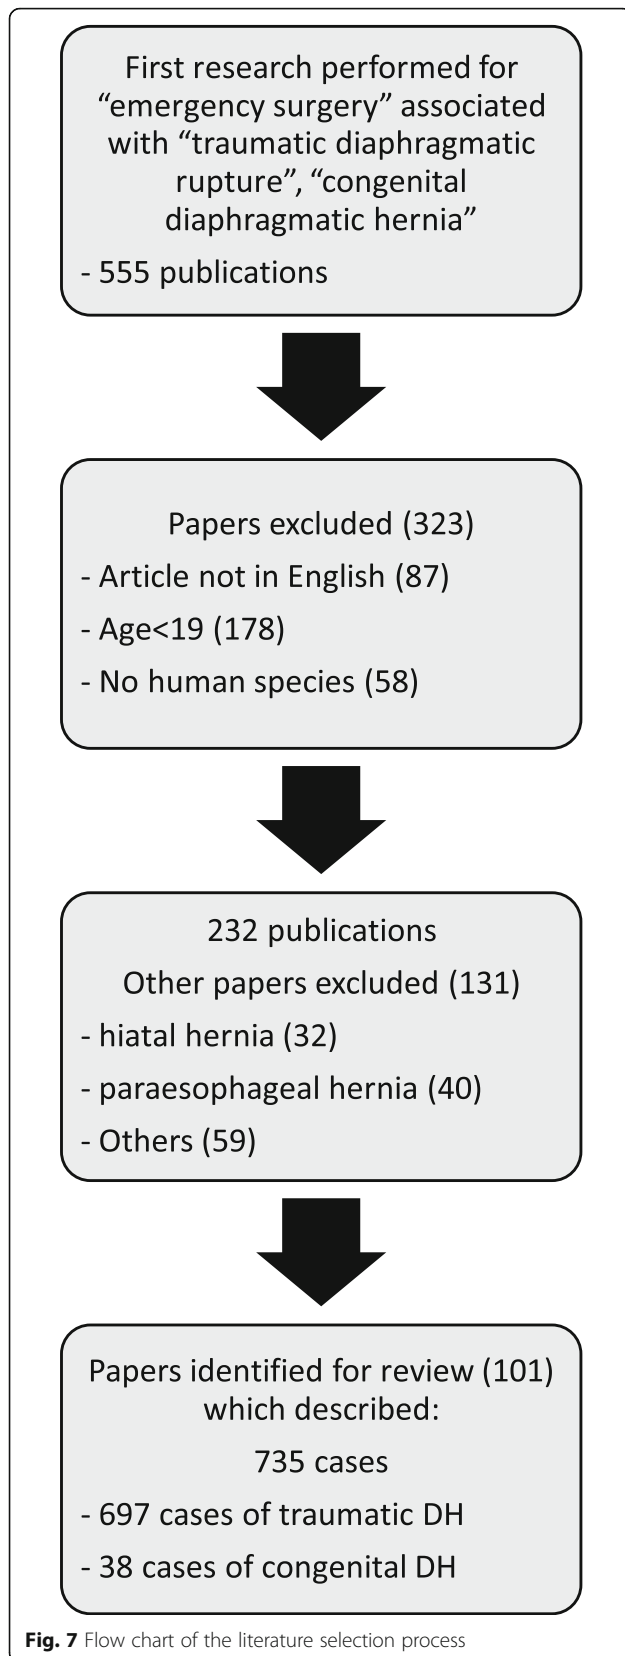 First research performed for
“emergency surgery” associated
with “traumatic diaphragmatic
rupture”, “congenital
diaphragmatic hernia”
- 555 publications
Papers excluded (323)
- Article not in English (87)
- Age<19 (178)
- No human species (58)
232 publications
Other papers excluded (131)
- hiatal hernia (32)
- paraesophageal hernia (40)
- Others (59)
Papers identified for review (101)
which described:
735 cases
- 697 cases of traumatic DH
- 38 cases of congenital DH
Fig. 7 Flow chart of the literature selection process